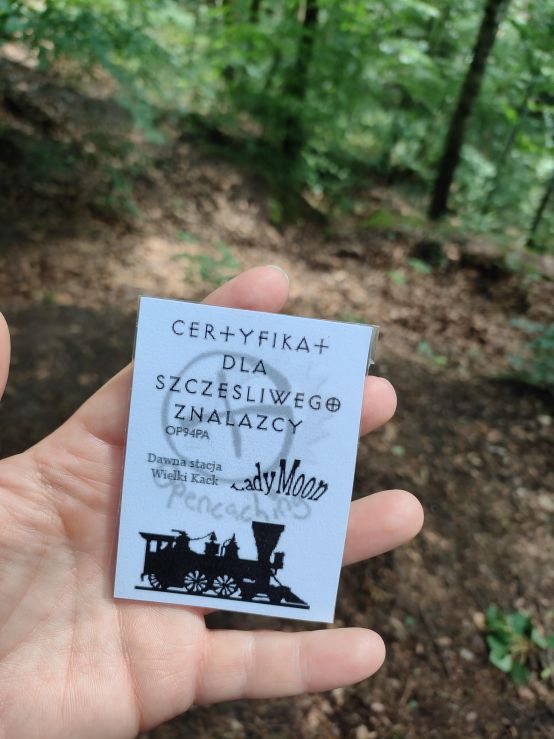 CERTYFIKAT
DLA
SZCZESLIWEGO
ZNALAZCY
OP94PA
Dawna stacja
Wielki Kack
LadyMoon
opencaching